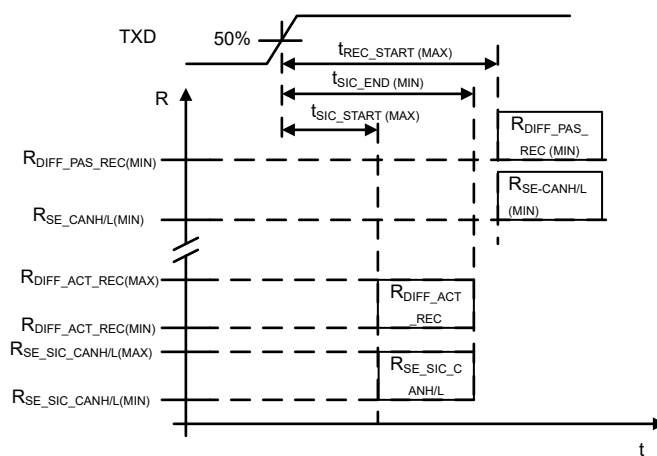 TXD
50%
tREC_START (MAX)
tSIC_END (MIN)
tSIC_START (MAX)
R
RDIFF_PAS_
REC (MIN)
RDIFF_PAS_REC(MIN)
RSE-CANH/L
(MIN)
RSE_CANH/L(MIN)
RDIFF_ACT_REC(MAX)
RDIFF_ACT
_REC
RDIFF_ACT_REC(MIN)
RSE_SIC_CANH/L(MAX)
RSE_SIC_C
ANH/L
RSE_SIC_CANH/L(MIN)
t